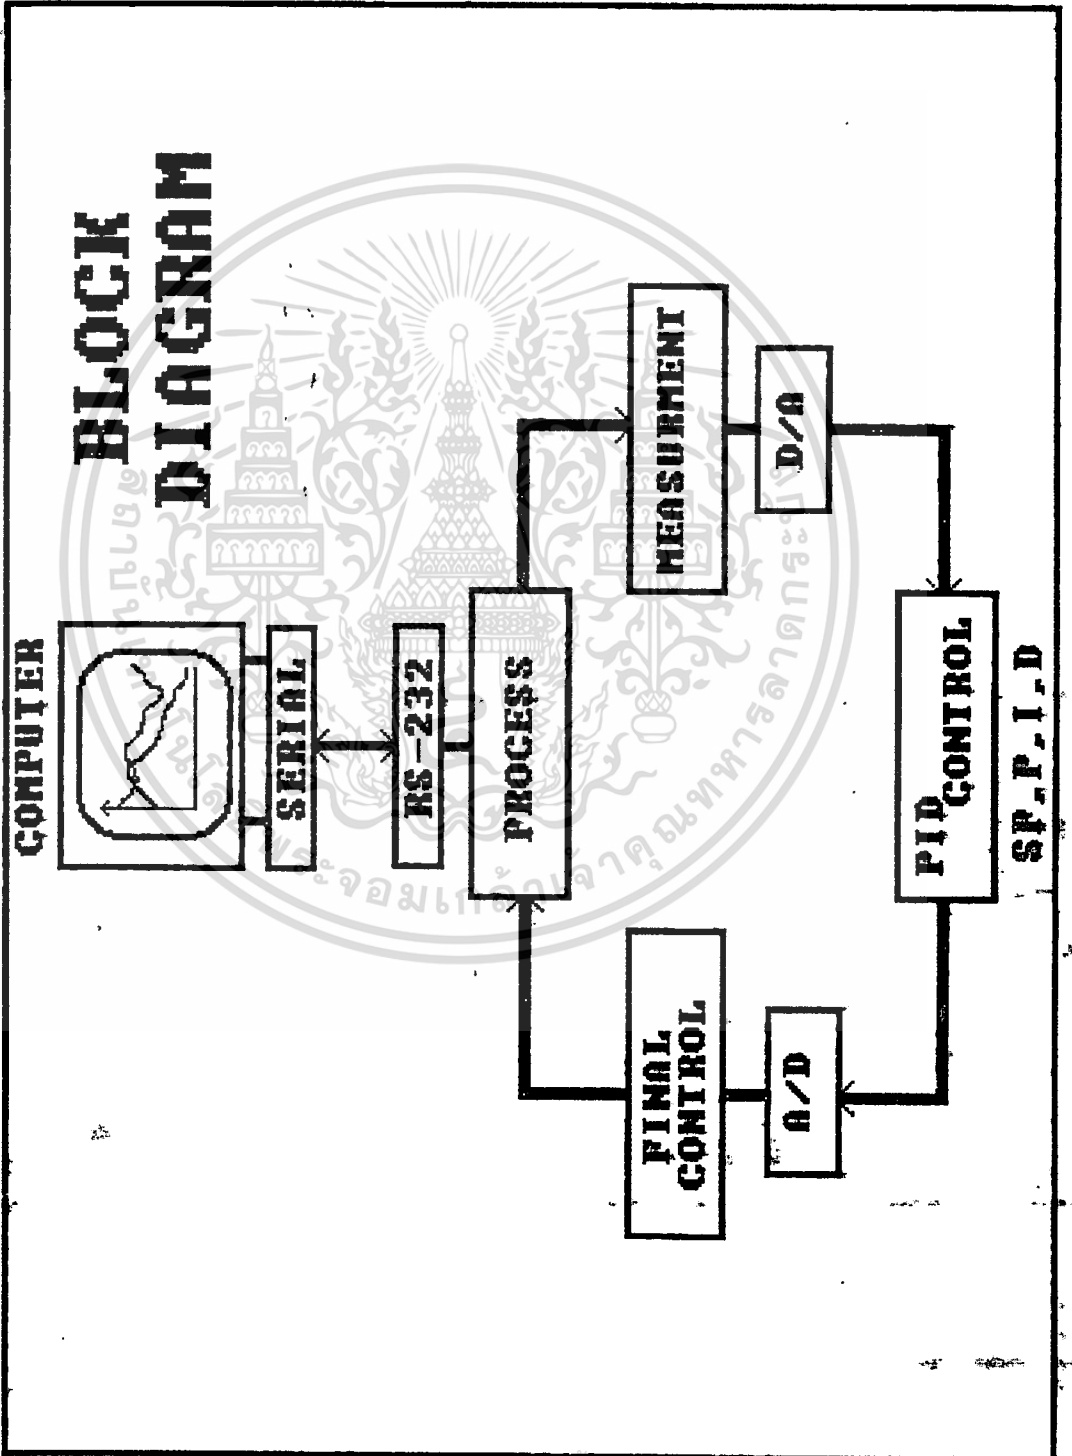 BLOCK
DIAGRAM
COMPUTER
SERIAL
RS-232
PROCESS
FINAL
CONTROL
MEASURMENT
A/D
D/A
PID
CONTROL
SP.P.I.D